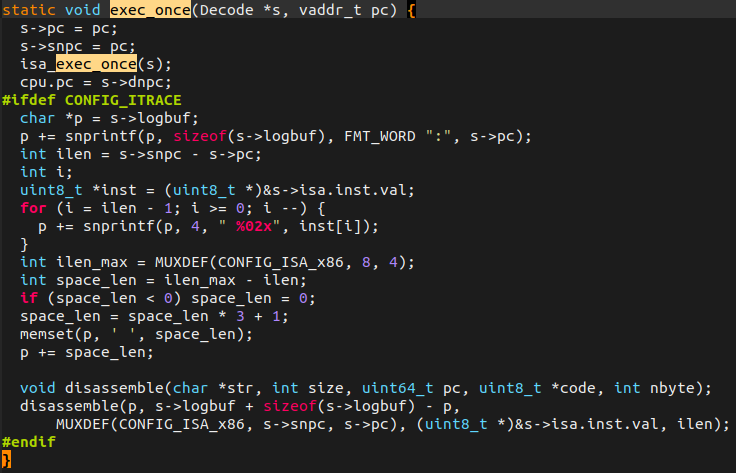 static void exec_once(Decode *s, vaddr_t pc) {
  s->pc = pc;
  s->snpc = pc;
  isa_exec_once(s);
  cpu.pc = s->dnpc;
#ifdef CONFIG_ITRACE
  char *p = s->logbuf;
  p += snprintf(p, sizeof(s->logbuf), FMT_WORD ":", s->pc);
  int ilen = s->snpc - s->pc;
  int i;
  uint8_t *inst = (uint8_t *)&s->isa.inst.val;
  for (i = ilen - 1; i >= 0; i --) {
    p += snprintf(p, 4, " %02x", inst[i]);
  }
  int ilen_max = MUXDEF(CONFIG_ISA_x86, 8, 4);
  int space_len = ilen_max - ilen;
  if (space_len < 0) space_len = 0;
  space_len = space_len * 3 + 1;
  memset(p, ' ', space_len);
  p += space_len;

  void disassemble(char *str, int size, uint64_t pc, uint8_t *code, int nbyte);
  disassemble(p, s->logbuf + sizeof(s->logbuf) - p,
      MUXDEF(CONFIG_ISA_x86, s->snpc, s->pc), (uint8_t *)&s->isa.inst.val, ilen);
#endif
}